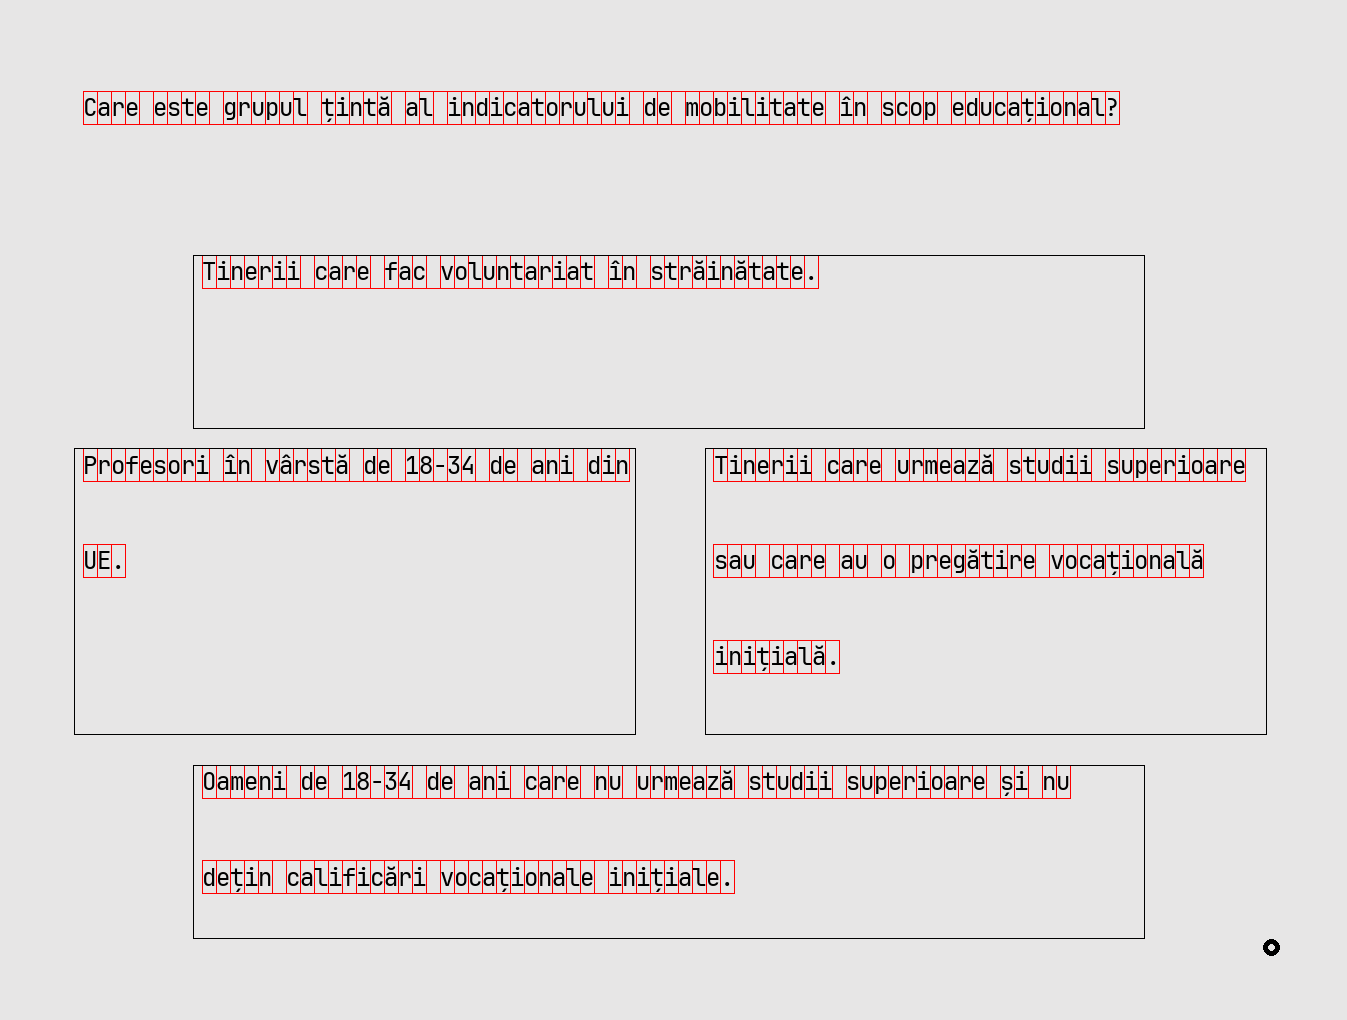 Care este grupul țintă al indicatorului de mobilitate în scop educațional?
Tinerii care fac voluntariat în străinătate.
Profesori în vârstă de 18-34 de ani din
UE.
Tinerii care urmează studii superioare
sau care au o pregătire vocațională
inițială.
Oameni de 18-34 de ani care nu urmează studii superioare și nu
dețin calificări vocaționale inițiale.